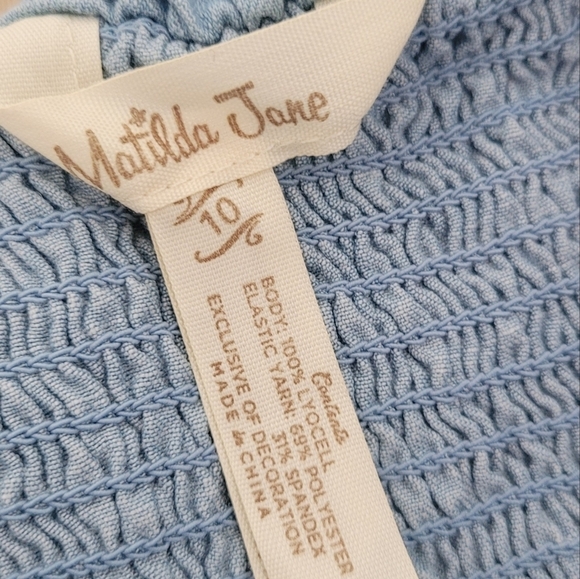 Matilda Jane
10
Contents
BODY: 100% LYOCELL
ELASTIC YARN: 69% POLYESTER
31% SPANDEX
EXCLUSIVE OF DECORATION
MADE in CHINA